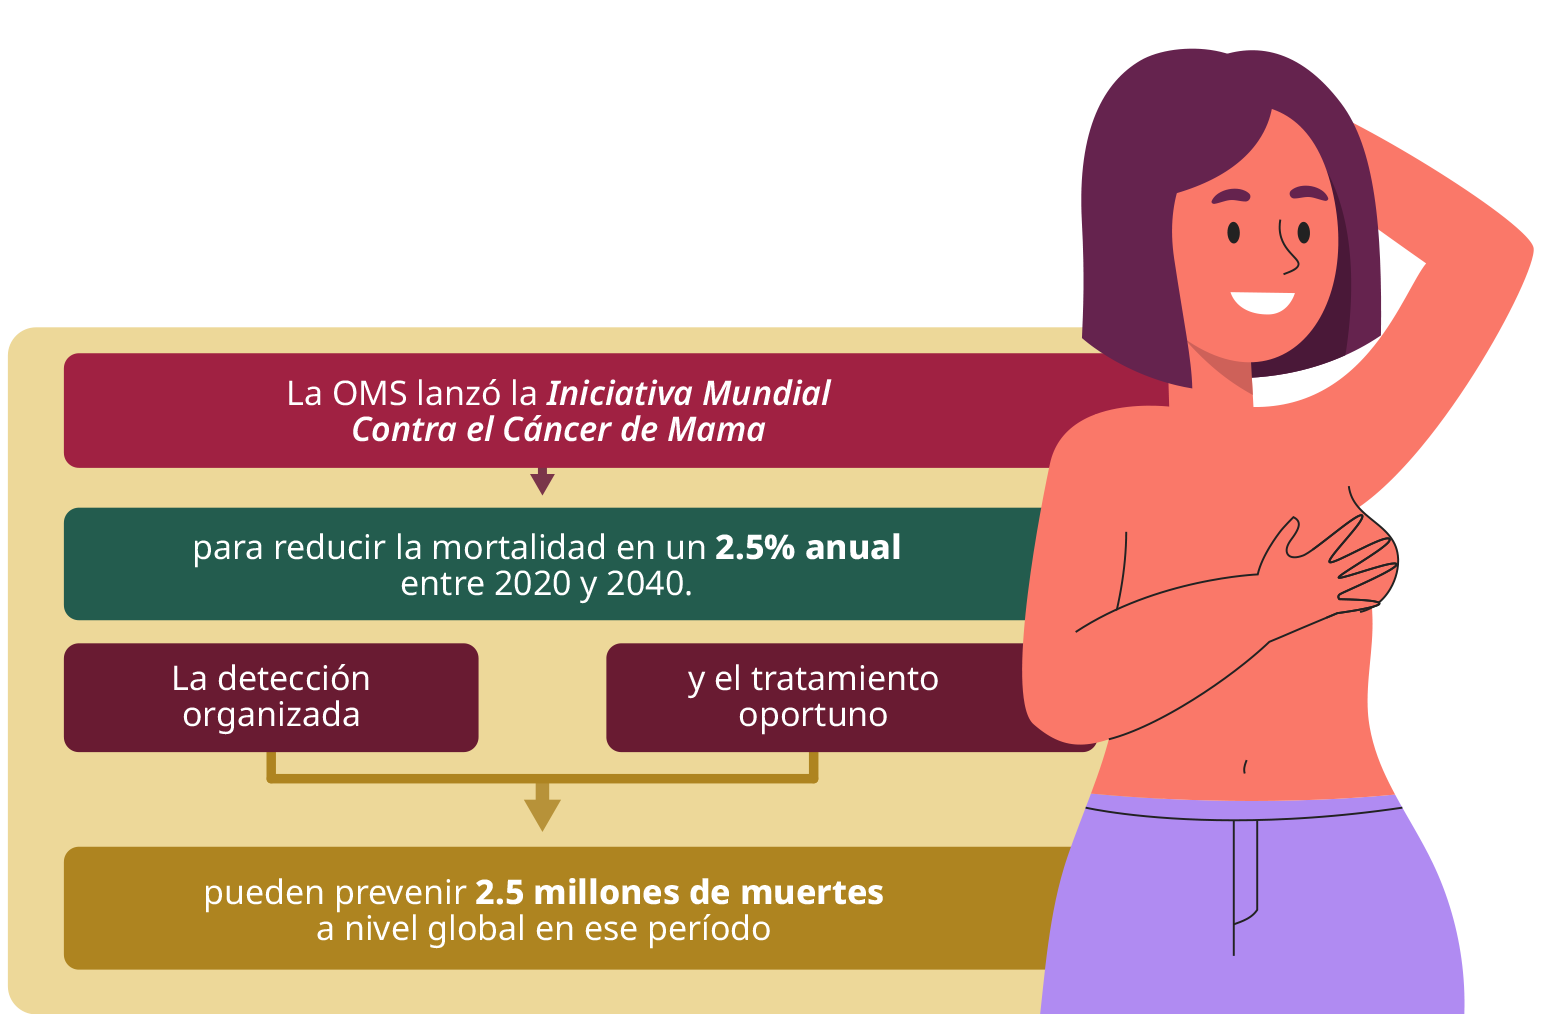 La OMS lanzó la Iniciativa Mundial
Contra el Cáncer de Mama
para reducir la mortalidad en un 2.5% anual
entre 2020 y 2040.
La detección
organizada
y el tratamiento
oportuno
pueden prevenir 2.5 millones de muertes
a nivel global en ese período